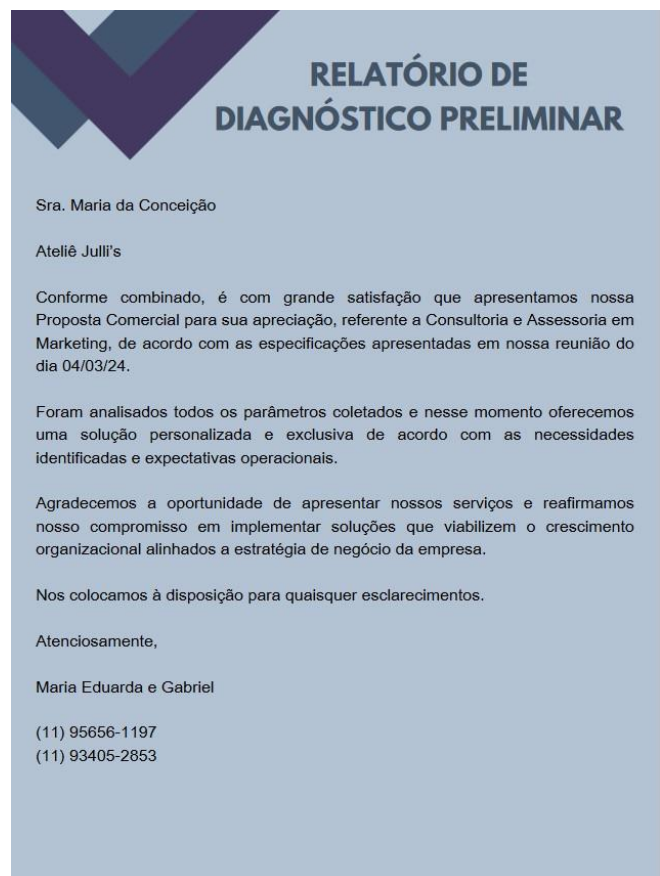 RELATÓRIO DE
DIAGNÓSTICO PRELIMINAR
Sra. Maria da Conceição
Ateliê Julli's
Conforme combinado, é com grande satisfação que apresentamos nossa
Proposta Comercial para sua apreciação, referente a Consultoria e Assessoria em
Marketing, de acordo com as especificações apresentadas em nossa reunião do
dia 04/03/24.
Foram analisados todos os parâmetros coletados e nesse momento oferecemos
uma solução personalizada e exclusiva de acordo com as necessidades
identificadas e expectativas operacionais.
Agradecemos a oportunidade de apresentar nossos serviços e reafirmamos
nosso compromisso em implementar soluções que viabilizem o crescimento
organizacional alinhados a estratégia de negócio da empresa.
Nos colocamos à disposição para quaisquer esclarecimentos.
Atenciosamente,
Maria Eduarda e Gabriel
(11) 95656-1197
(11) 93405-2853